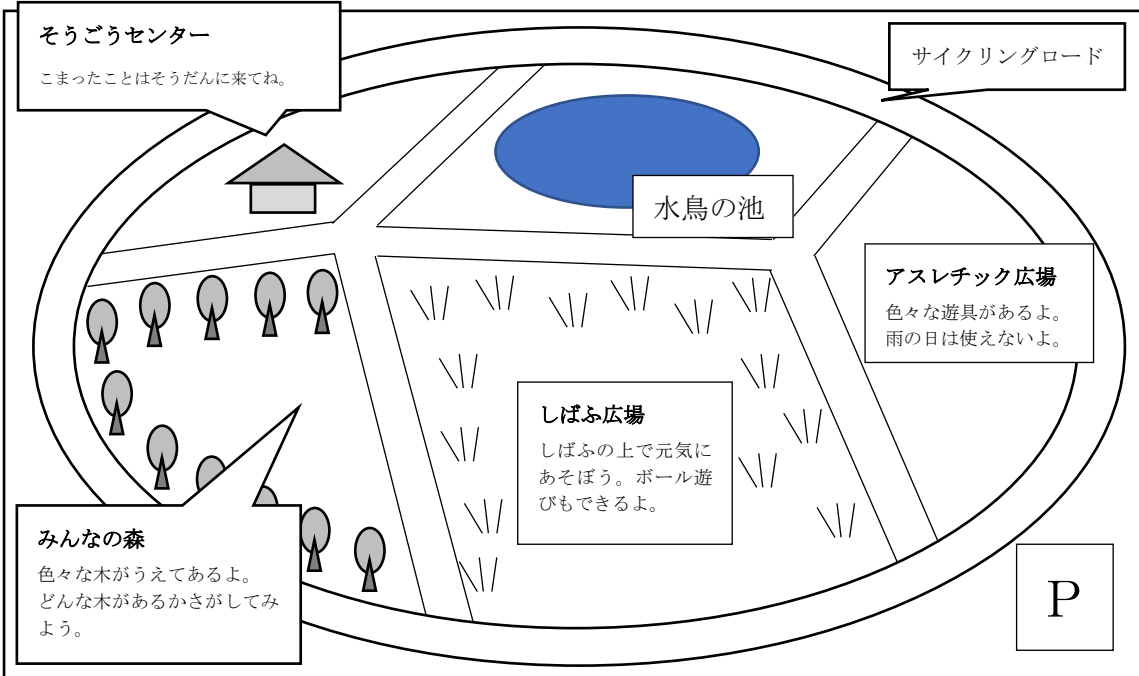 そうごうセンター
こまったことはそうだんに来てね。
サイクリングロード
水鳥の池
アスレチック広場
色々な遊具があるよ。
雨の日は使えないよ。
しばふ広場
しばふの上で元気に
あそぼう。ボール遊
びもできるよ。
みんなの森
色々な木がうえてあるよ。
どんな木があるかさがしてみ
よう。
P